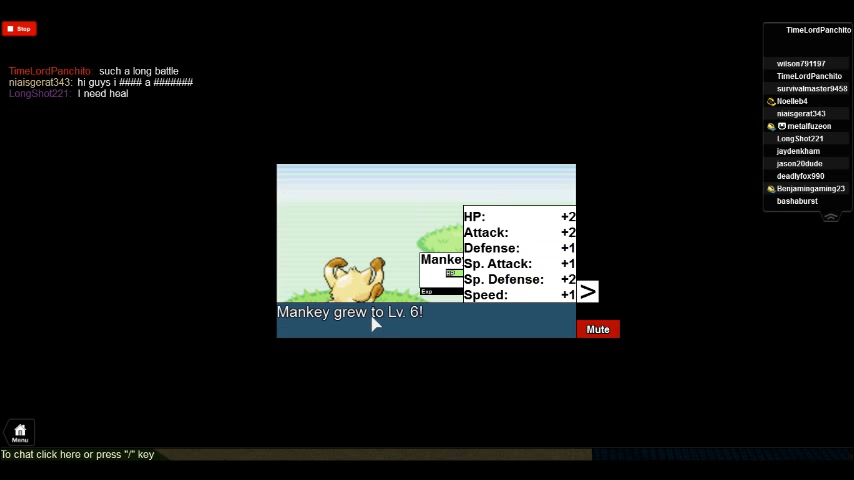 Stop
TimeLordPanchito
TimeLordPanchito: such a long battle
niaisgerat343: hi guys i #### a #######
LongShot221: I need heal
wilson791197
TimeLordPanchito
survivalmaster9458
Noelleb4
niaisgerat343
metalfuzeon
LongShot221
jaydenkham
jason20dude
deadlyfox990
Benjamingaming23
bashaburst
HP: +2
Attack: +2
Defense: +1
Sp. Attack: +1
Sp. Defense: +2
Speed: +1
Manke
HP
Exp
>
Mankey grew to Lv. 6!
Mute
Menu
To chat click here or press "/" key